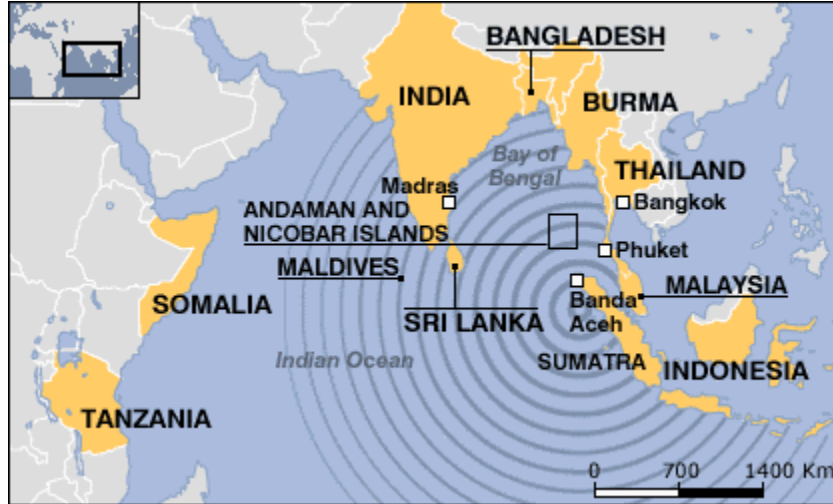 BANGLADESH
INDIA
BURMA
Bay of
Bengal
THAILAND
Madras
Bangkok
ANDAMAN AND
NICOBAR ISLANDS
Phuket
MALDIVES
MALAYSIA
SOMALIA
Banda
Aceh
SRI LANKA
Indian Ocean
SUMATRA
INDONESIA
TANZANIA
0 700 1400 Km